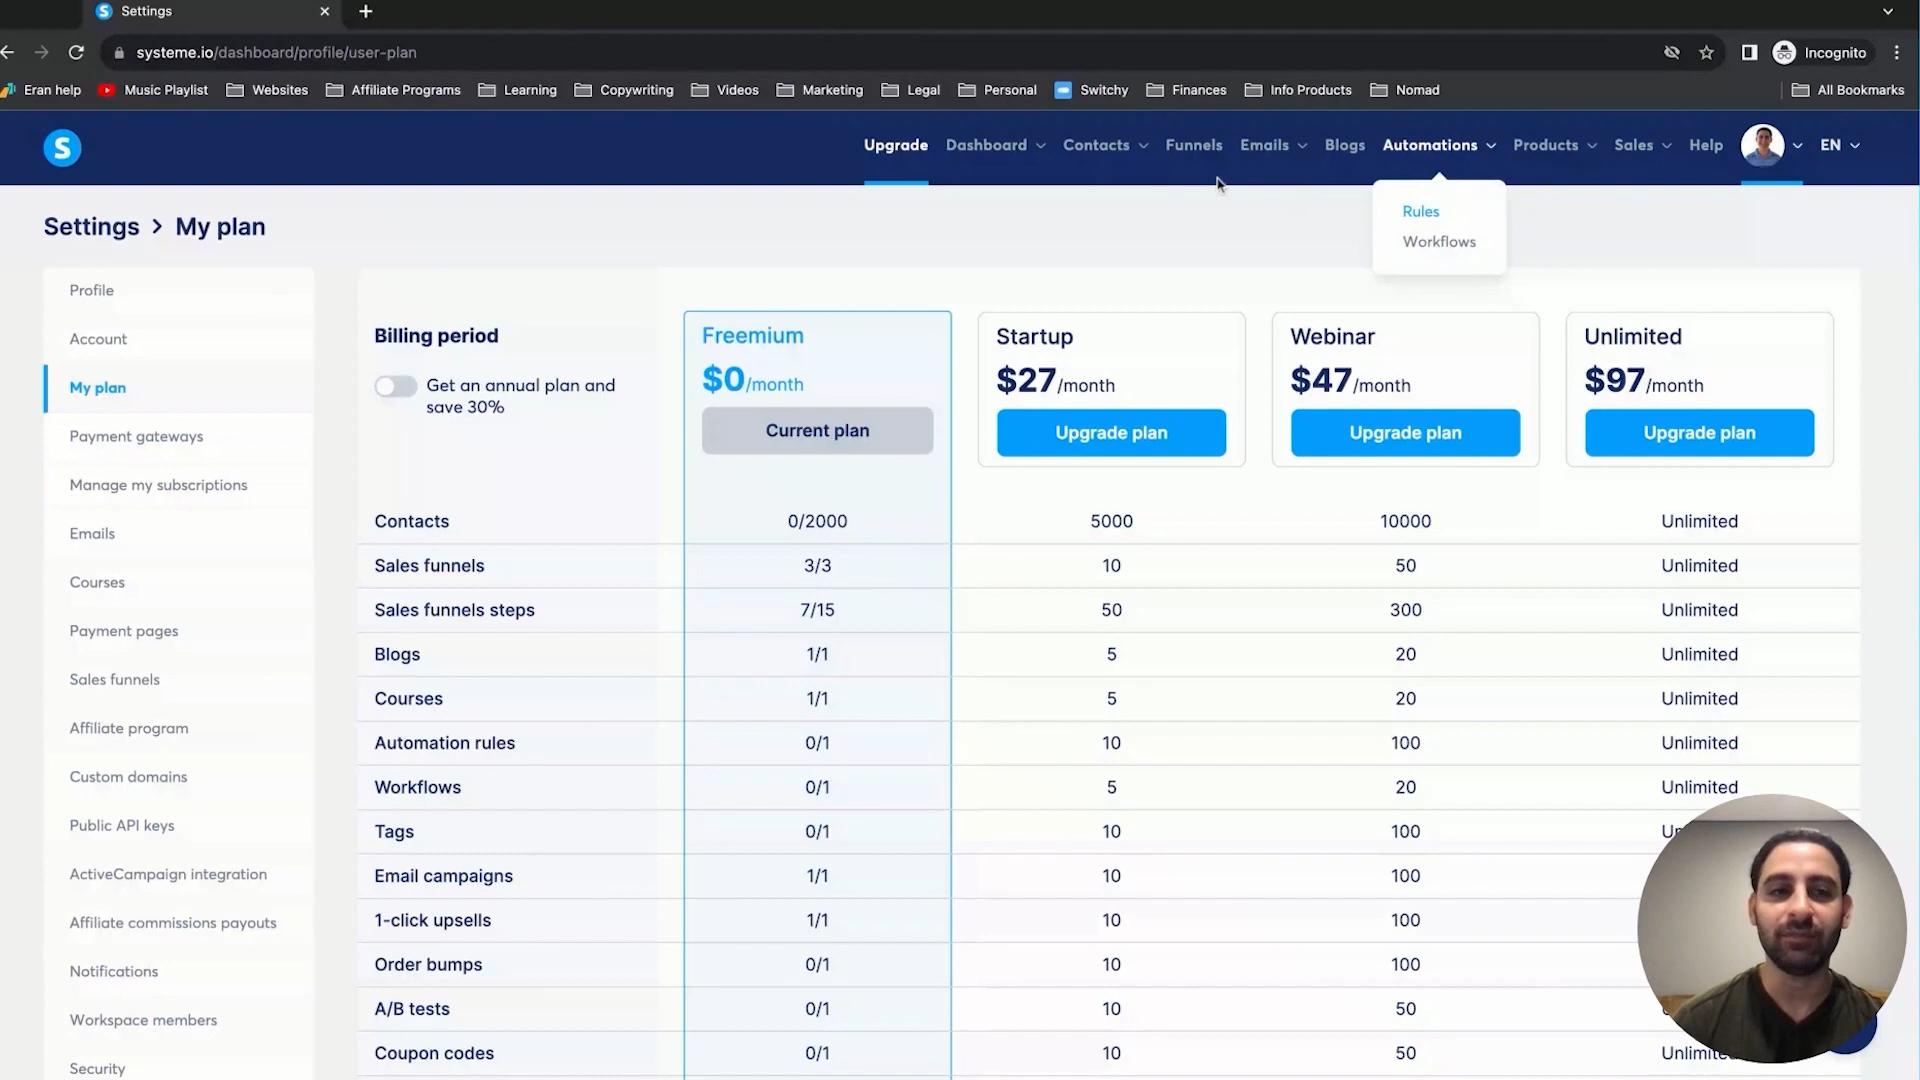 Settings
systeme.io/dashboard/profile/user-plan
Incognito
Eran help
Music Playlist
Websites
Affiliate Programs
Learning
Copywriting
Videos
Marketing
Legal
Personal
Switchy
Finances
Info Products
Nomad
All Bookmarks
S
Upgrade
Dashboard
Contacts
Funnels
Emails
Blogs
Automations
Products
Sales
Help
EN
Rules
Workflows
Settings > My plan
Profile
Account
My plan
Payment gateways
Manage my subscriptions
Emails
Courses
Payment pages
Sales funnels
Affiliate program
Custom domains
Public API keys
ActiveCampaign integration
Affiliate commissions payouts
Notifications
Workspace members
Security
Billing period
Get an annual plan and
save 30%
Freemium
$0/month
Current plan
Startup
$27/month
Upgrade plan
Webinar
$47/month
Upgrade plan
Unlimited
$97/month
Upgrade plan
Contacts 0/2000 5000 10000 Unlimited
Sales funnels 3/3 10 50 Unlimited
Sales funnels steps 7/15 50 300 Unlimited
Blogs 1/1 5 20 Unlimited
Courses 1/1 5 20 Unlimited
Automation rules 0/1 10 100 Unlimited
Workflows 0/1 5 20 Unlimited
Tags 0/1 10 100
Email campaigns 1/1 10 100
1-click upsells 1/1 10 100
Order bumps 0/1 10 100
A/B tests 0/1 10 50
Coupon codes 0/1 10 50